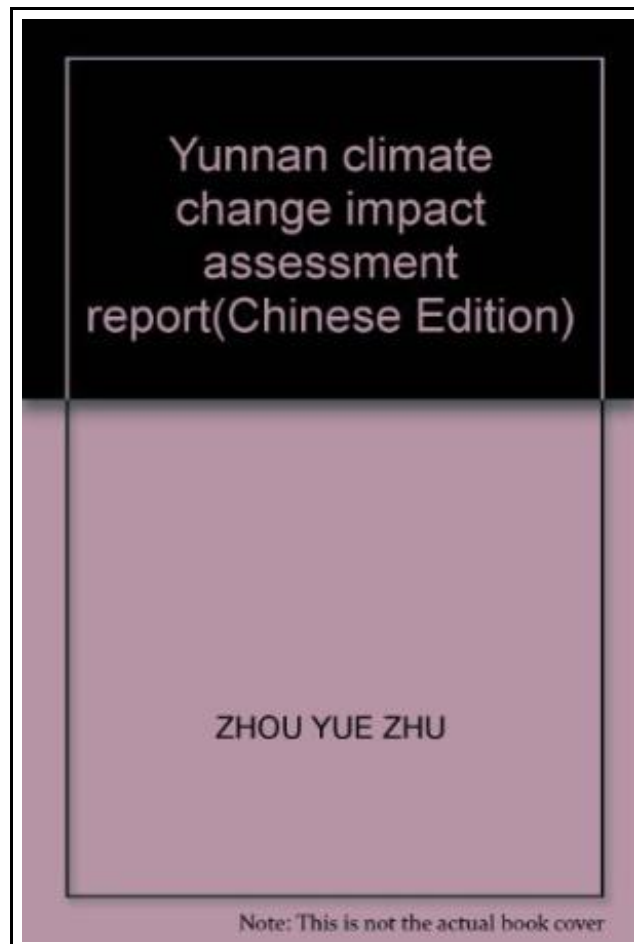 Yunnan climate
change impact
assessment
report(Chinese Edition)
ZHOU YUE ZHU
Note: This is not the actual book cover